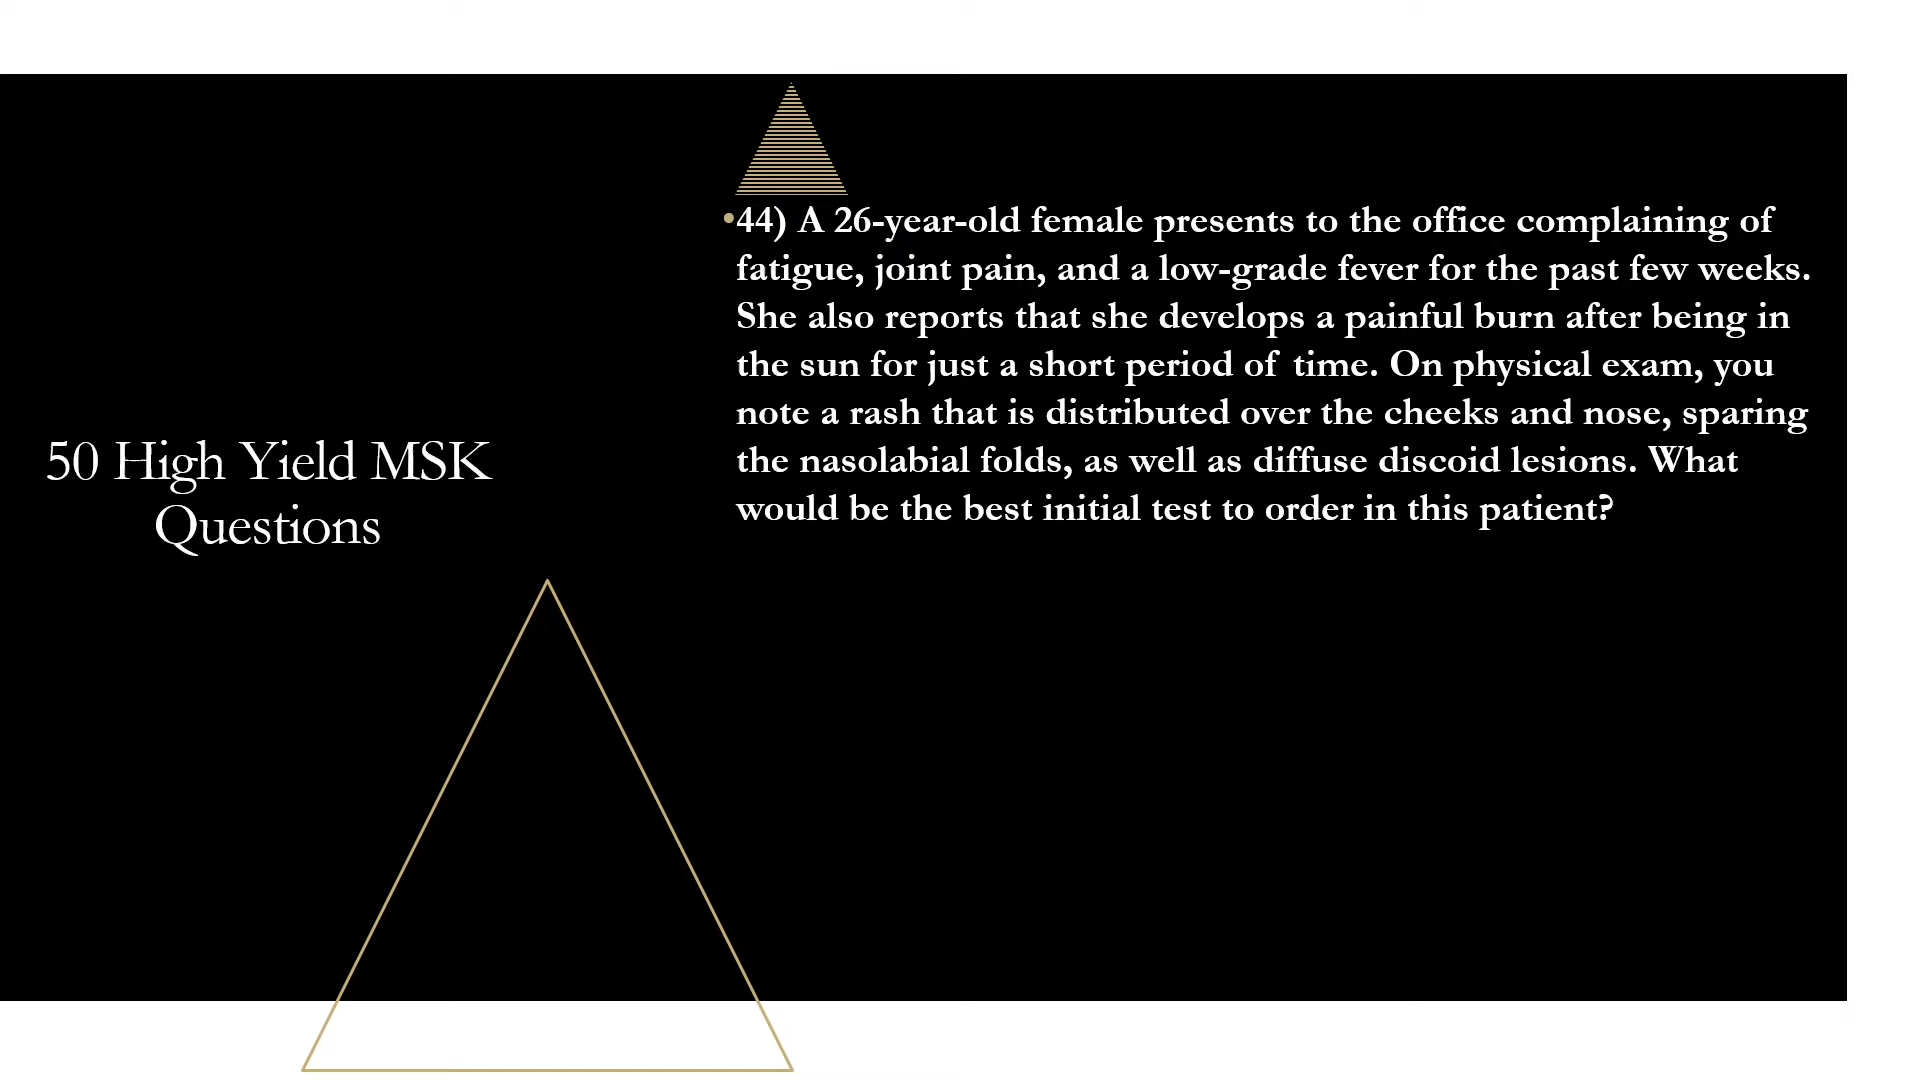 50 High Yield MSK
Questions
•44) A 26-year-old female presents to the office complaining of
fatigue, joint pain, and a low-grade fever for the past few weeks.
She also reports that she develops a painful burn after being in
the sun for just a short period of time. On physical exam, you
note a rash that is distributed over the cheeks and nose, sparing
the nasolabial folds, as well as diffuse discoid lesions. What
would be the best initial test to order in this patient?